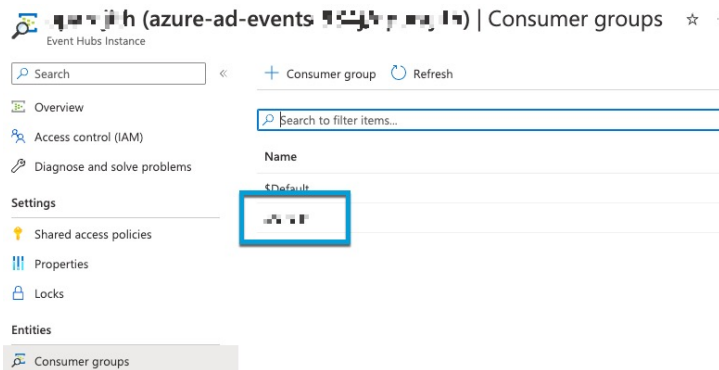 h (azure-ad-events) | Consumer groups
Event Hubs Instance
Search
«
+ Consumer group Refresh
Overview
Search to filter items...
Access control (IAM)
Name
Diagnose and solve problems
$Default
Settings
Shared access policies
Properties
Locks
Entities
Consumer groups